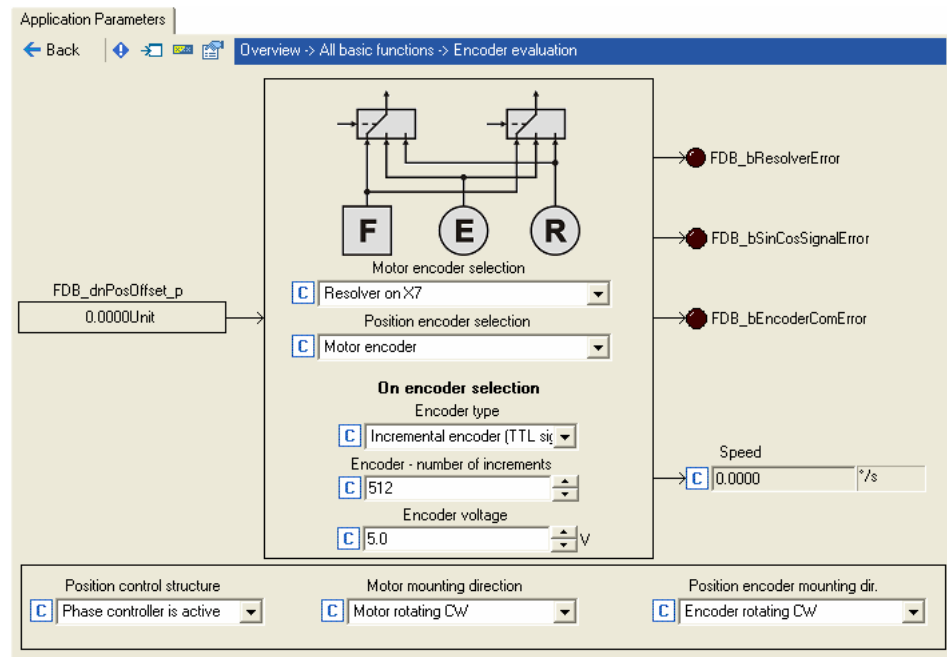 Application Parameters
Back
Overview -> All basic functions -> Encoder evaluation
F E R
FDB_bResolverError
FDB_bSinCosSignalError
FDB_bEncoderComError
FDB_dnPosOffset_p
0.0000Unit
Motor encoder selection
C Resolver on X7
Position encoder selection
C Motor encoder
On encoder selection
Encoder type
C Incremental encoder (TTL sig
Encoder - number of increments
C 512
Encoder voltage
C 5.0 V
Speed
C 0.0000 °/s
Position control structure
C Phase controller is active
Motor mounting direction
C Motor rotating CW
Position encoder mounting dir.
C Encoder rotating CW